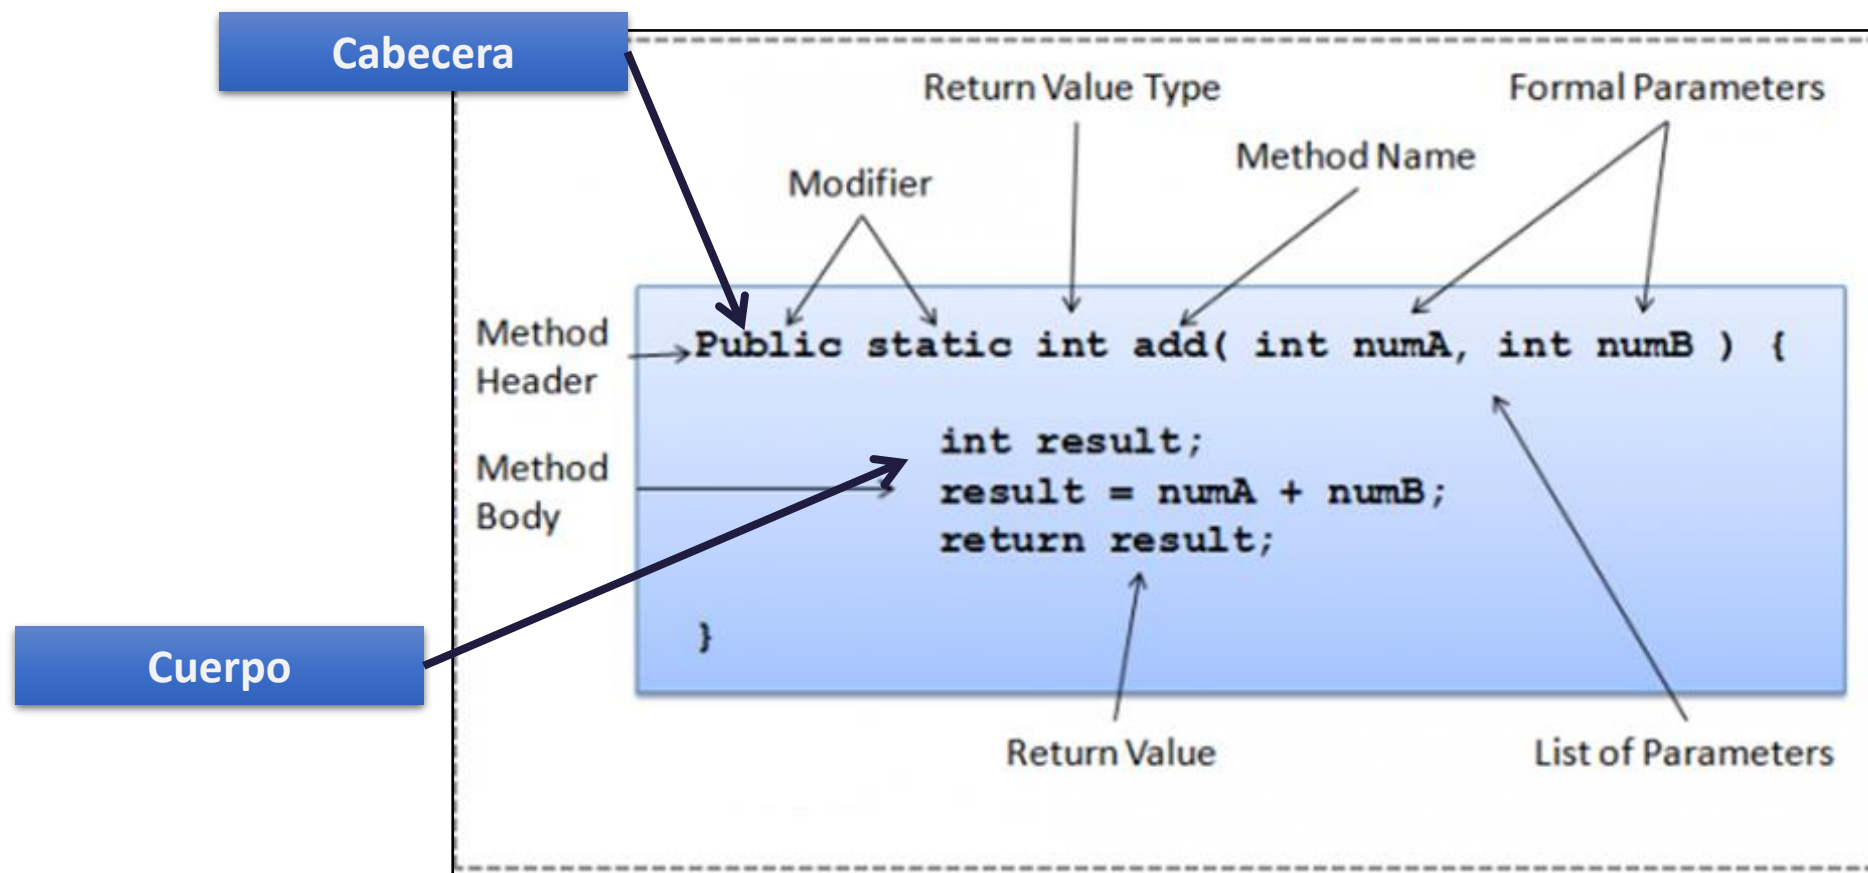 Cabecera
Return Value Type
Formal Parameters
Method Name
Modifier
Method
Header
Public static int add( int numA, int numB ) {
int result;
Method
Body
result = numA + numB;
return result;
}
Cuerpo
Return Value
List of Parameters